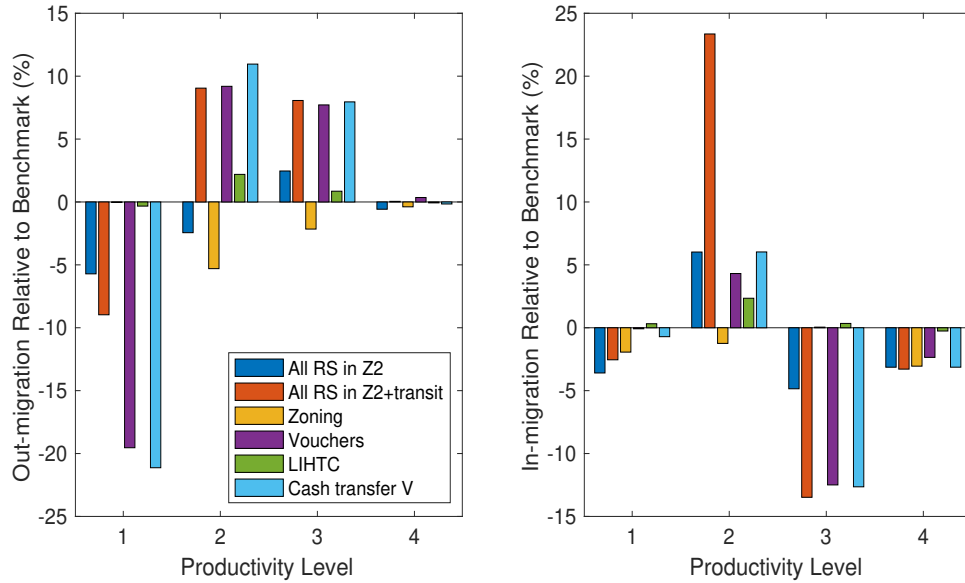 Out-migration Relative to Benchmark (%)
15
10
5
0
-5
-10
-15
-20
-25
1 2 3 4
Productivity Level
All RS in Z2
All RS in Z2+transit
Zoning
Vouchers
LIHTC
Cash transfer V
In-migration Relative to Benchmark (%)
25
20
15
10
5
0
-5
-10
-15
1 2 3 4
Productivity Level